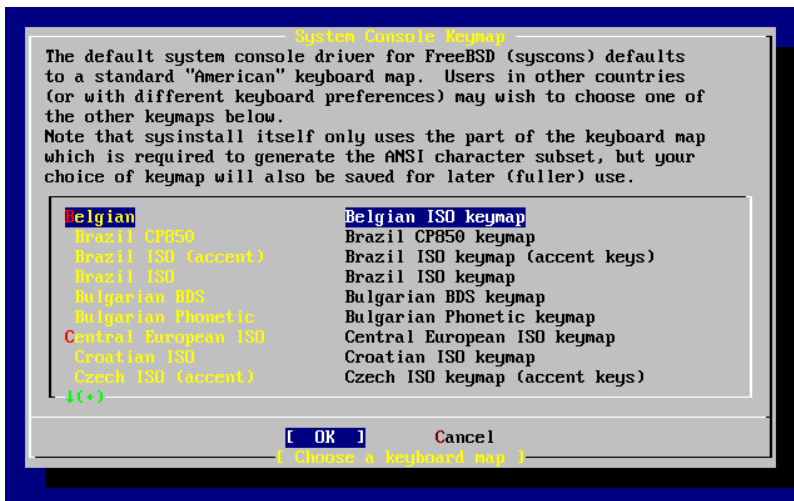 System Console Keymap
The default system console driver for FreeBSD (syscons) defaults
to a standard "American" keyboard map.  Users in other countries
(or with different keyboard preferences) may wish to choose one of
the other keymaps below.
Note that sysinstall itself only uses the part of the keyboard map
which is required to generate the ANSI character subset, but your
choice of keymap will also be saved for later (fuller) use.
Belgian Belgian ISO keymap
Brazil CP850 Brazil CP850 keymap
Brazil ISO (accent) Brazil ISO keymap (accent keys)
Brazil ISO Brazil ISO keymap
Bulgarian BDS Bulgarian BDS keymap
Bulgarian Phonetic Bulgarian Phonetic keymap
Central European ISO Central European ISO keymap
Croatian ISO Croatian ISO keymap
Czech ISO (accent) Czech ISO keymap (accent keys)
↓(+)
[ OK ] Cancel
[ Choose a keyboard map ]